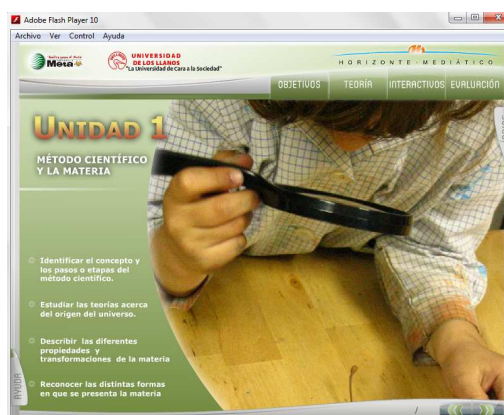 Adobe Flash Player 10
Archivo Ver Control Ayuda
Meta
UNIVERSIDAD
DE LOS LLANOS
"La Universidad de Cara a la Sociedad"
HORIZONTE MEDIÁTICO
OBJETIVOS TEORÍA INTERACTIVOS EVALUACIÓN
UNIDAD 1
MÉTODO CIENTÍFICO
Y LA MATERIA
Identificar el concepto y
los pasos o etapas del
método científico.
Estudiar las teorías acerca
del origen del universo.
Describir las diferentes
propiedades y
transformaciones de la materia
Reconocer las distintas formas
en que se presenta la materia
AYUDA
/